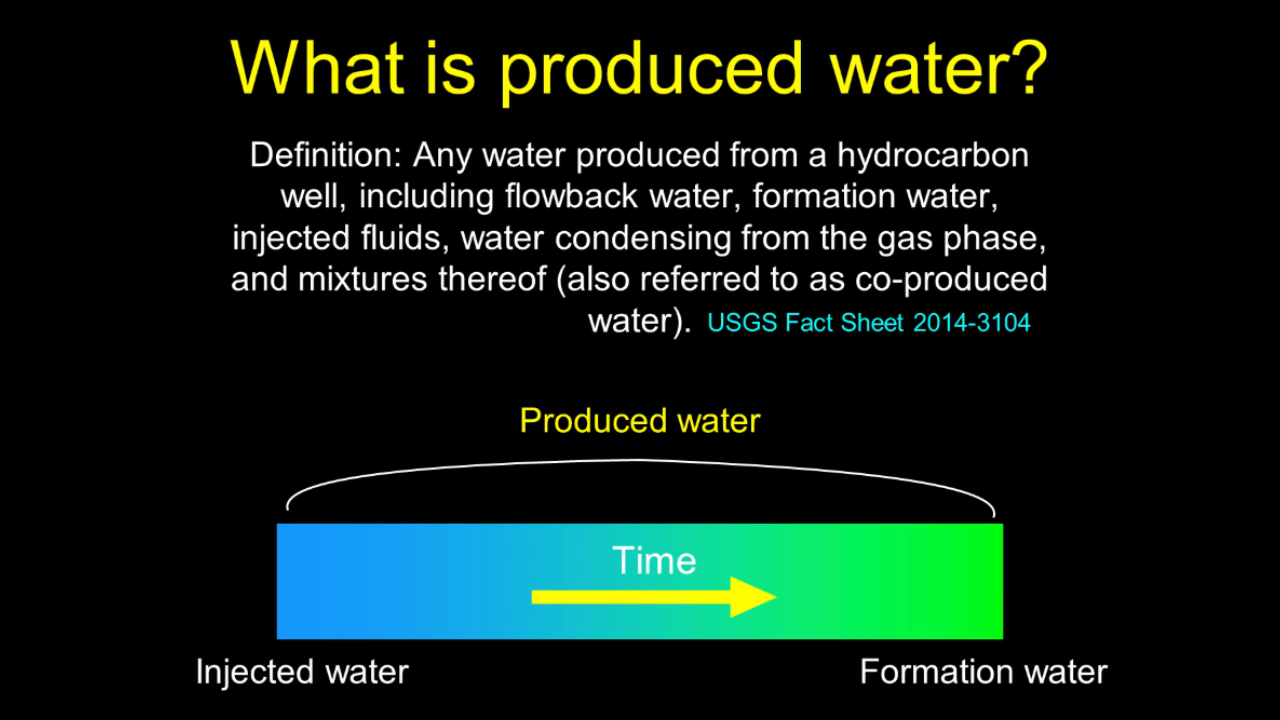 What is produced water?
Definition: Any water produced from a hydrocarbon
well, including flowback water, formation water,
injected fluids, water condensing from the gas phase,
and mixtures thereof (also referred to as co-produced
water). USGS Fact Sheet 2014-3104
Produced water
Time
Injected water
Formation water